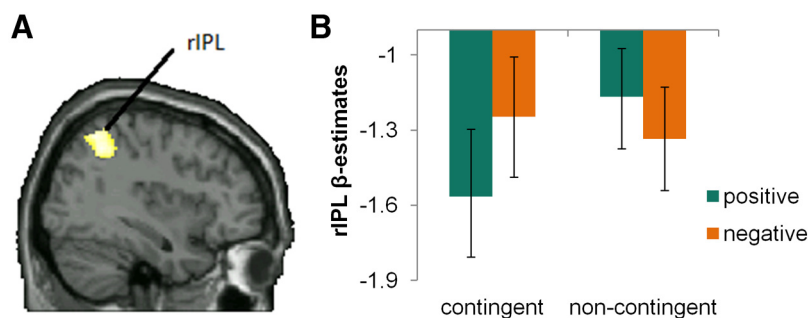 A
rIPL
B
rIPL β-estimates
-1
-1.3
-1.6
-1.9
contingent
non-contingent
positive
negative